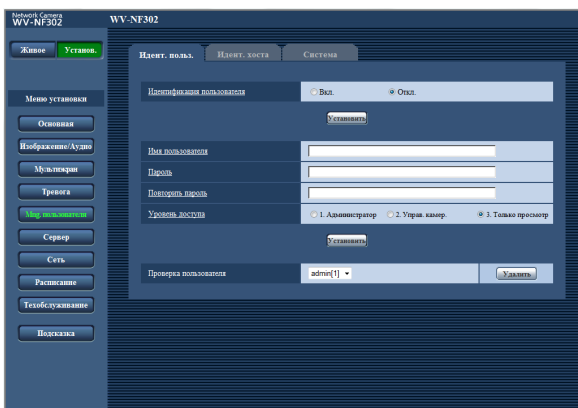 Network Camera
WV-NF302
WV-NF302
Живое
Установ.
Меню установки
Основная
Изображение/Аудио
Мультиэкран
Тревога
Mng. пользователя
Сервер
Сеть
Расписание
Техобслуживание
Подсказка
Идент. польз.
Идент. хоста
Система
Идентификация пользователя
Вкл.
Откл.
Установить
Имя пользователя
Пароль
Повторить пароль
Уровень доступа
1. Администратор
2. Управ. камер.
3. Только просмотр
Установить
Проверка пользователя
admin[1]
Удалить